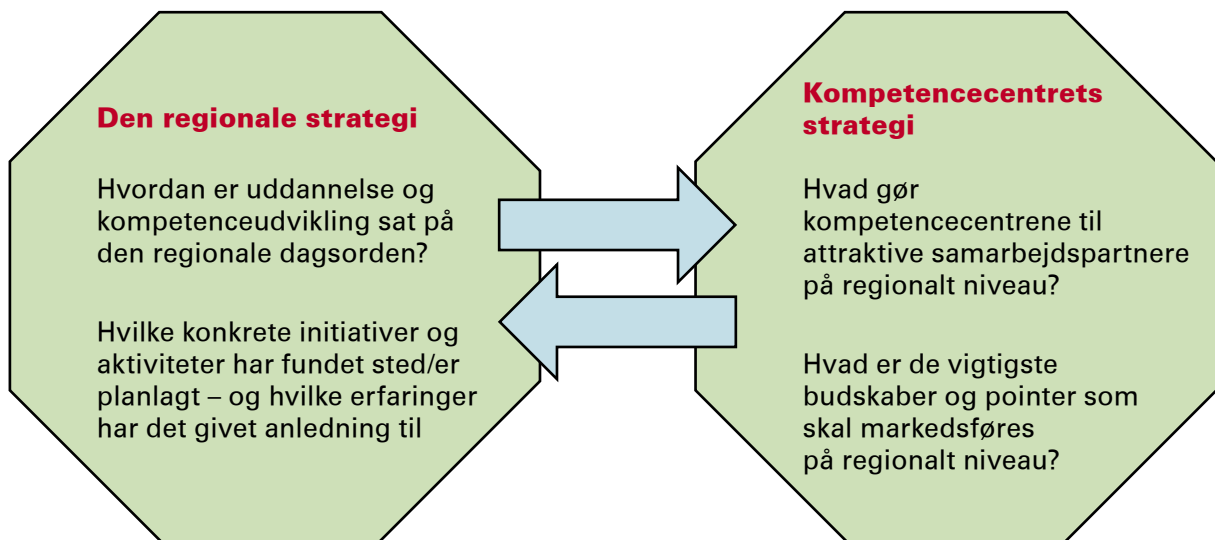 Den regionale strategi
Hvordan er uddannelse og
kompetenceudvikling sat på
den regionale dagsorden?
Hvilke konkrete initiativer og
aktiviteter har fundet sted/er
planlagt – og hvilke erfaringer
har det givet anledning til
Kompetencecentrets
strategi
Hvad gør
kompetencecentrene til
attraktive samarbejdspartnere
på regionalt niveau?
Hvad er de vigtigste
budskaber og pointer som
skal markedsføres
på regionalt niveau?